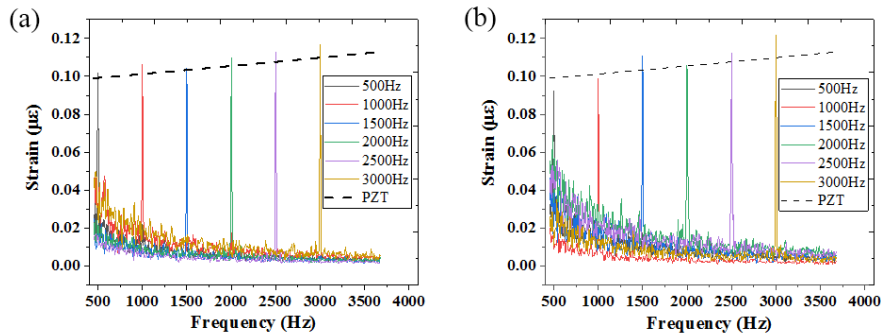 (a)
0.12
0.10
0.08
0.06
0.04
0.02
0.00
Strain (με)
500Hz
1000Hz
1500Hz
2000Hz
2500Hz
3000Hz
PZT
500 1000 1500 2000 2500 3000 3500 4000
Frequency (Hz)
(b)
0.12
0.10
0.08
0.06
0.04
0.02
0.00
Strain (με)
500Hz
1000Hz
1500Hz
2000Hz
2500Hz
3000Hz
PZT
500 1000 1500 2000 2500 3000 3500 4000
Frequency (Hz)